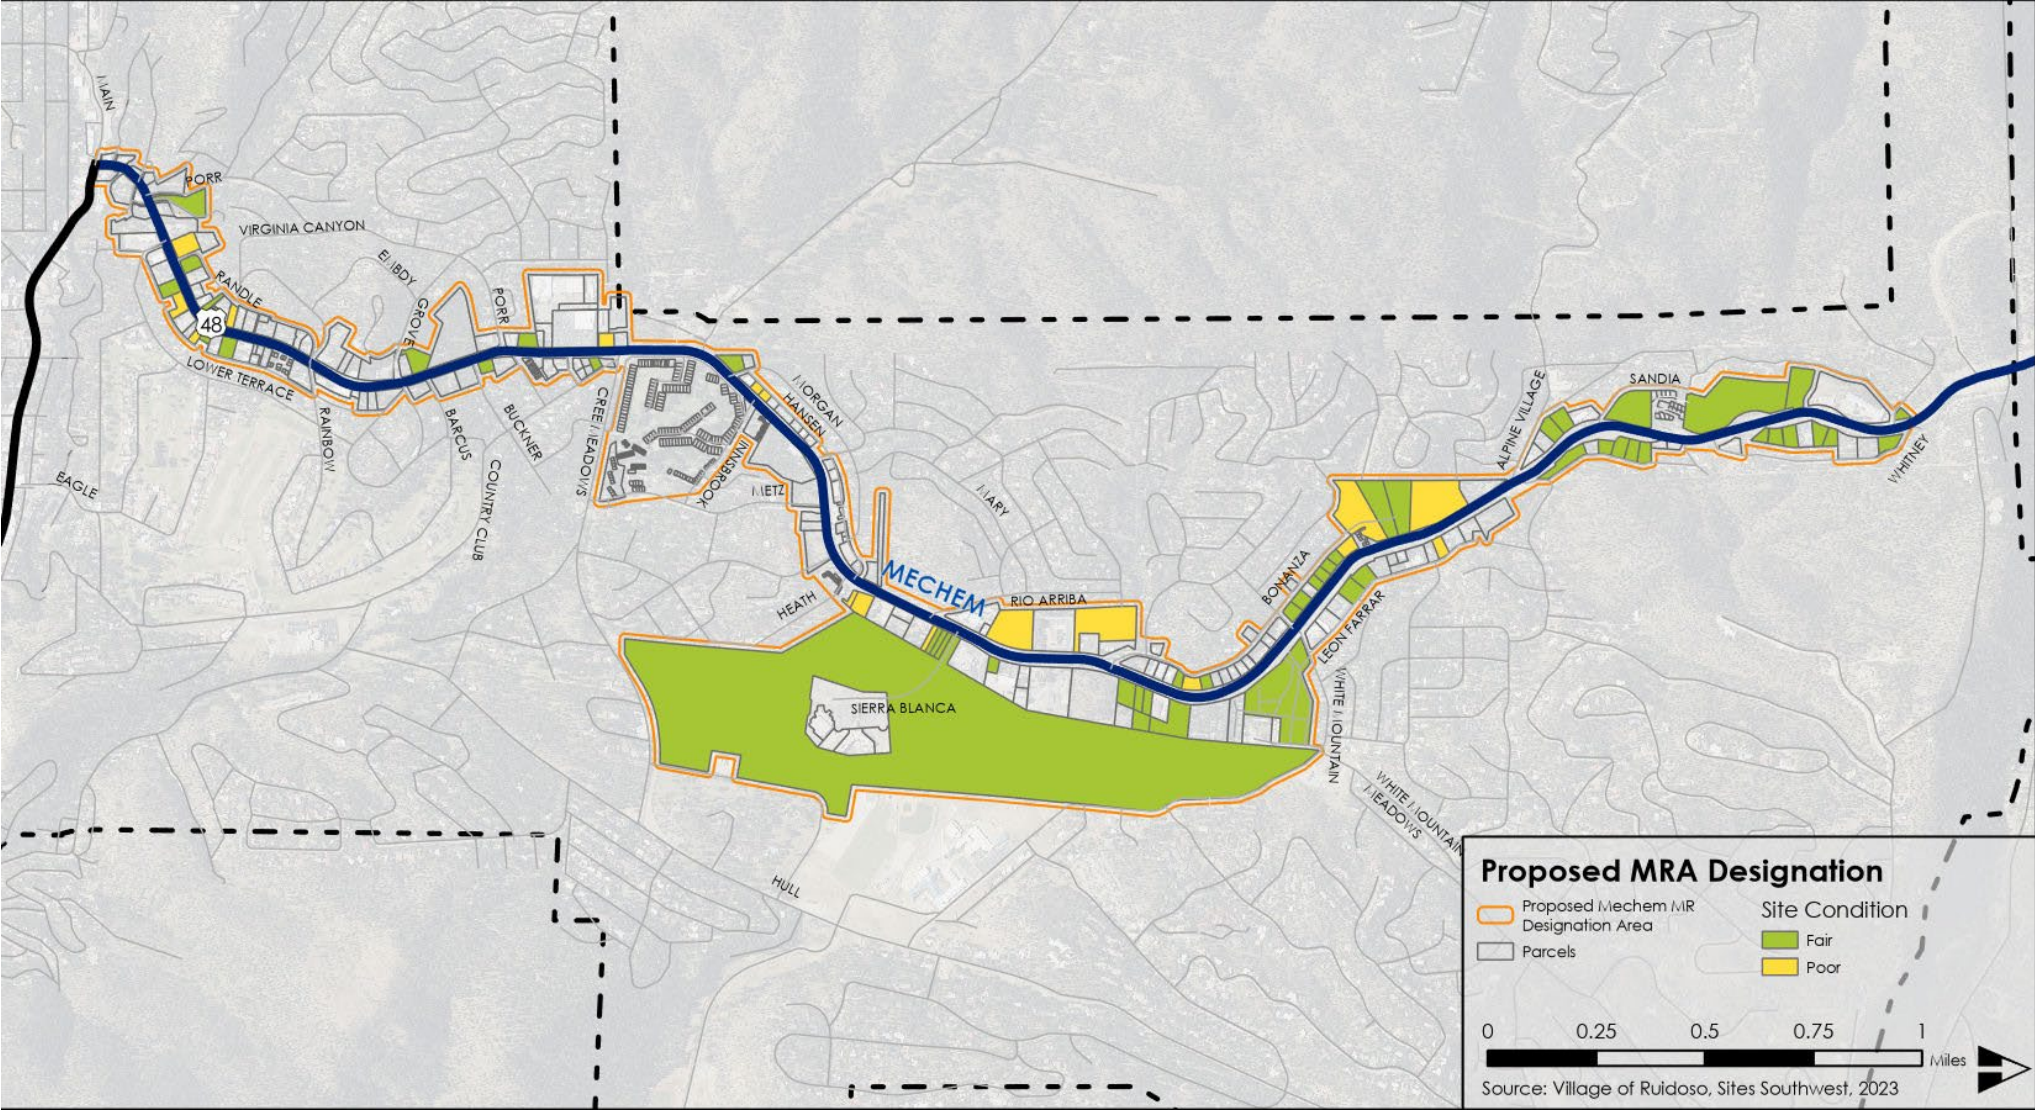 MAIN
PORR
VIRGINIA CANYON
EMBDY
RANDLE
GROVE
PORR
48
LOWER TERRACE
RAINBOW
BARCUS
BUCKNER
COUNTRY CLUB
CREE MEADOWS
EAGLE
MORGAN
HANSEN
INNSBROOK
METZ
MARY
HEATH
MECHEM
RIO ARRIBA
SIERRA BLANCA
BONANZA
LEON FARRAR
WHITE MOUNTAIN
WHITE MOUNTAIN
MEADOWS
HULL
ALPINE VILLAGE
SANDIA
WHITNEY
Proposed MRA Designation
Proposed Mechem MR
Designation Area
Parcels
Site Condition
Fair
Poor
0 0.25 0.5 0.75 1
Miles
Source: Village of Ruidoso, Sites Southwest, 2023